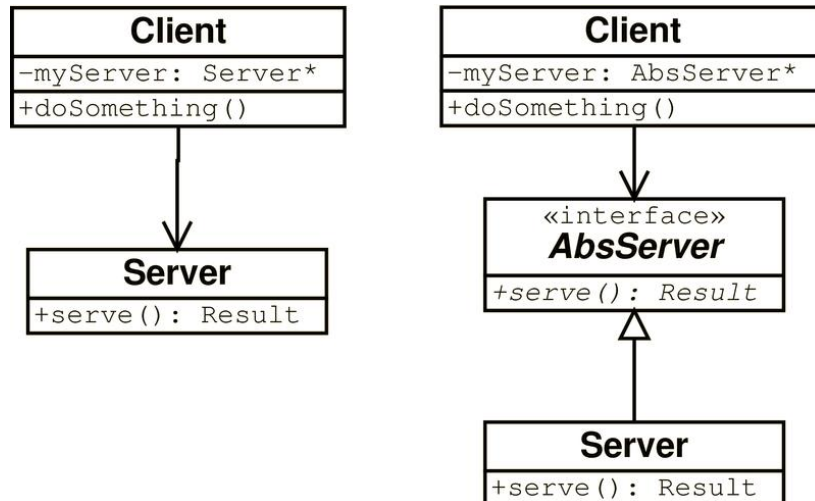 Client
-myServer: Server*
+doSomething()
Server
+serve(): Result
Client
-myServer: AbsServer*
+doSomething()
«interface»
AbsServer
+serve(): Result
Server
+serve(): Result